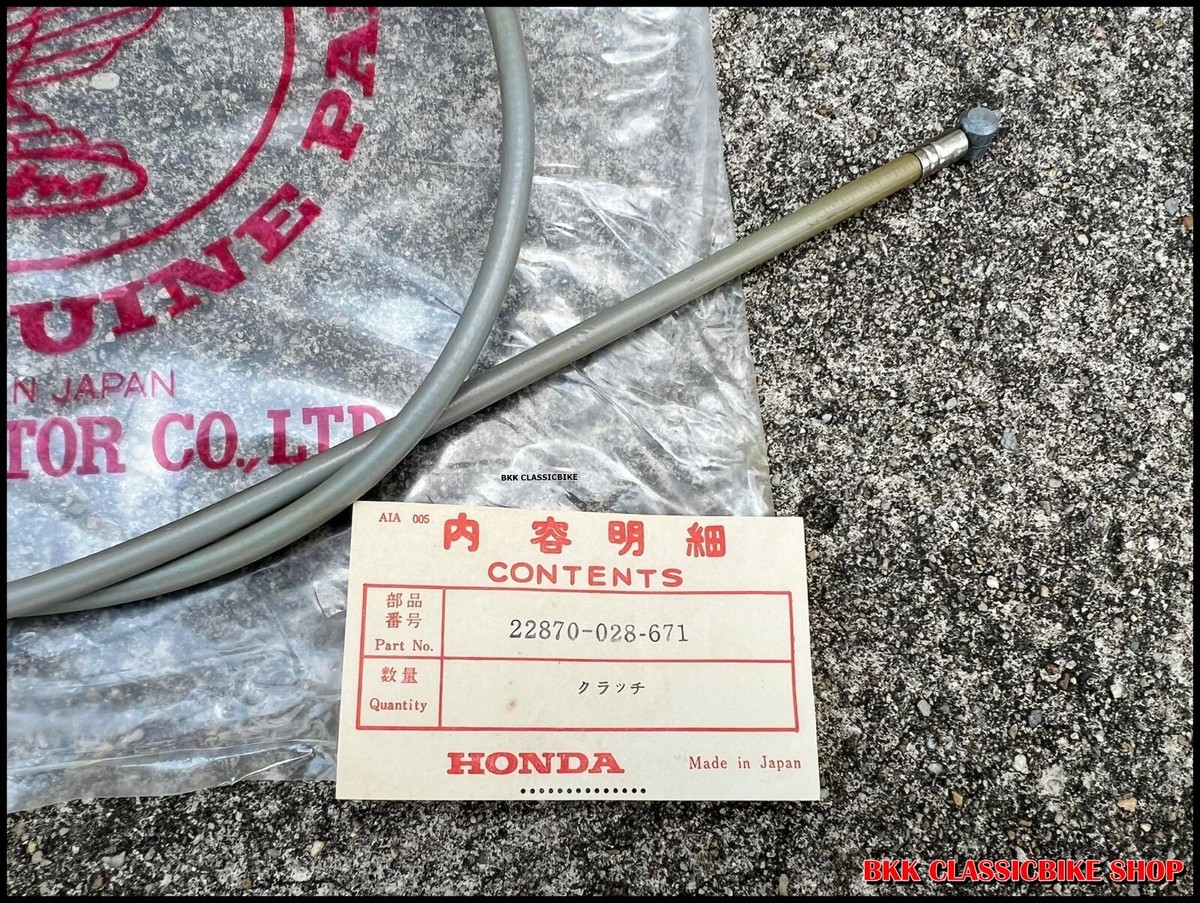 UINE PA
N JAPAN
TOR CO., LTD
BKK CLASSICBIKE
AIA 005
内容明細
CONTENTS
部品
番号
Part No.
22870-028-671
数量
Quantity
クラッチ
HONDA
Made in Japan
BKK CLASSICBIKE SHOP